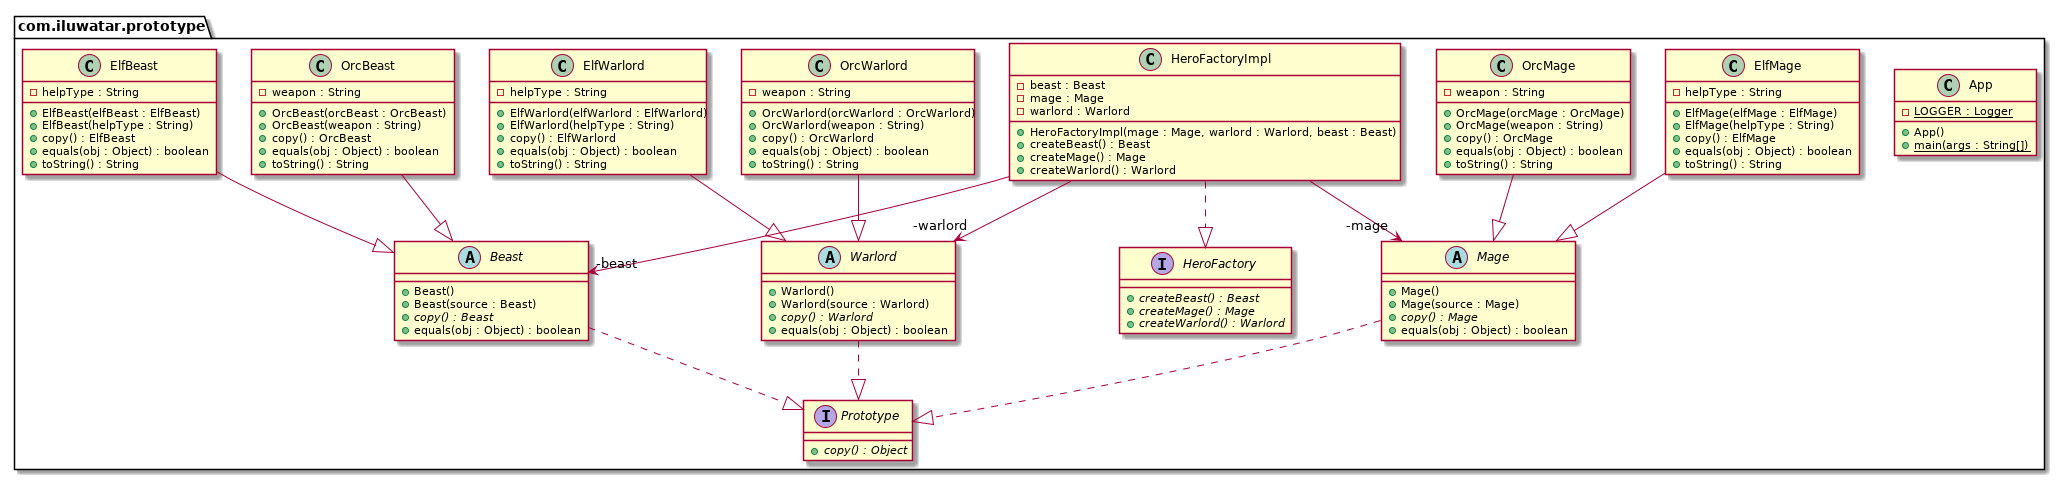 com.iluwatar.prototype
C ElfBeast
helpType : String
ElfBeast(elfBeast : ElfBeast)
ElfBeast(helpType : String)
copy() : ElfBeast
equals(obj : Object) : boolean
toString() : String
C OrcBeast
weapon : String
OrcBeast(orcBeast : OrcBeast)
OrcBeast(weapon : String)
copy() : OrcBeast
equals(obj : Object) : boolean
toString() : String
C ElfWarlord
helpType : String
ElfWarlord(elfWarlord : ElfWarlord)
ElfWarlord(helpType : String)
copy() : ElfWarlord
equals(obj : Object) : boolean
toString() : String
C OrcWarlord
weapon : String
OrcWarlord(orcWarlord : OrcWarlord)
OrcWarlord(weapon : String)
copy() : OrcWarlord
equals(obj : Object) : boolean
toString() : String
C HeroFactoryImpl
beast : Beast
mage : Mage
warlord : Warlord
HeroFactoryImpl(mage : Mage, warlord : Warlord, beast : Beast)
createBeast() : Beast
createMage() : Mage
createWarlord() : Warlord
C OrcMage
weapon : String
OrcMage(orcMage : OrcMage)
OrcMage(weapon : String)
copy() : OrcMage
equals(obj : Object) : boolean
toString() : String
C ElfMage
helpType : String
ElfMage(elfMage : ElfMage)
ElfMage(helpType : String)
copy() : ElfMage
equals(obj : Object) : boolean
toString() : String
C App
LOGGER : Logger
App()
main(args : String[])
-warlord
-mage
-beast
A Beast
Beast()
Beast(source : Beast)
copy() : Beast
equals(obj : Object) : boolean
A Warlord
Warlord()
Warlord(source : Warlord)
copy() : Warlord
equals(obj : Object) : boolean
I HeroFactory
createBeast() : Beast
createMage() : Mage
createWarlord() : Warlord
A Mage
Mage()
Mage(source : Mage)
copy() : Mage
equals(obj : Object) : boolean
I Prototype
copy() : Object